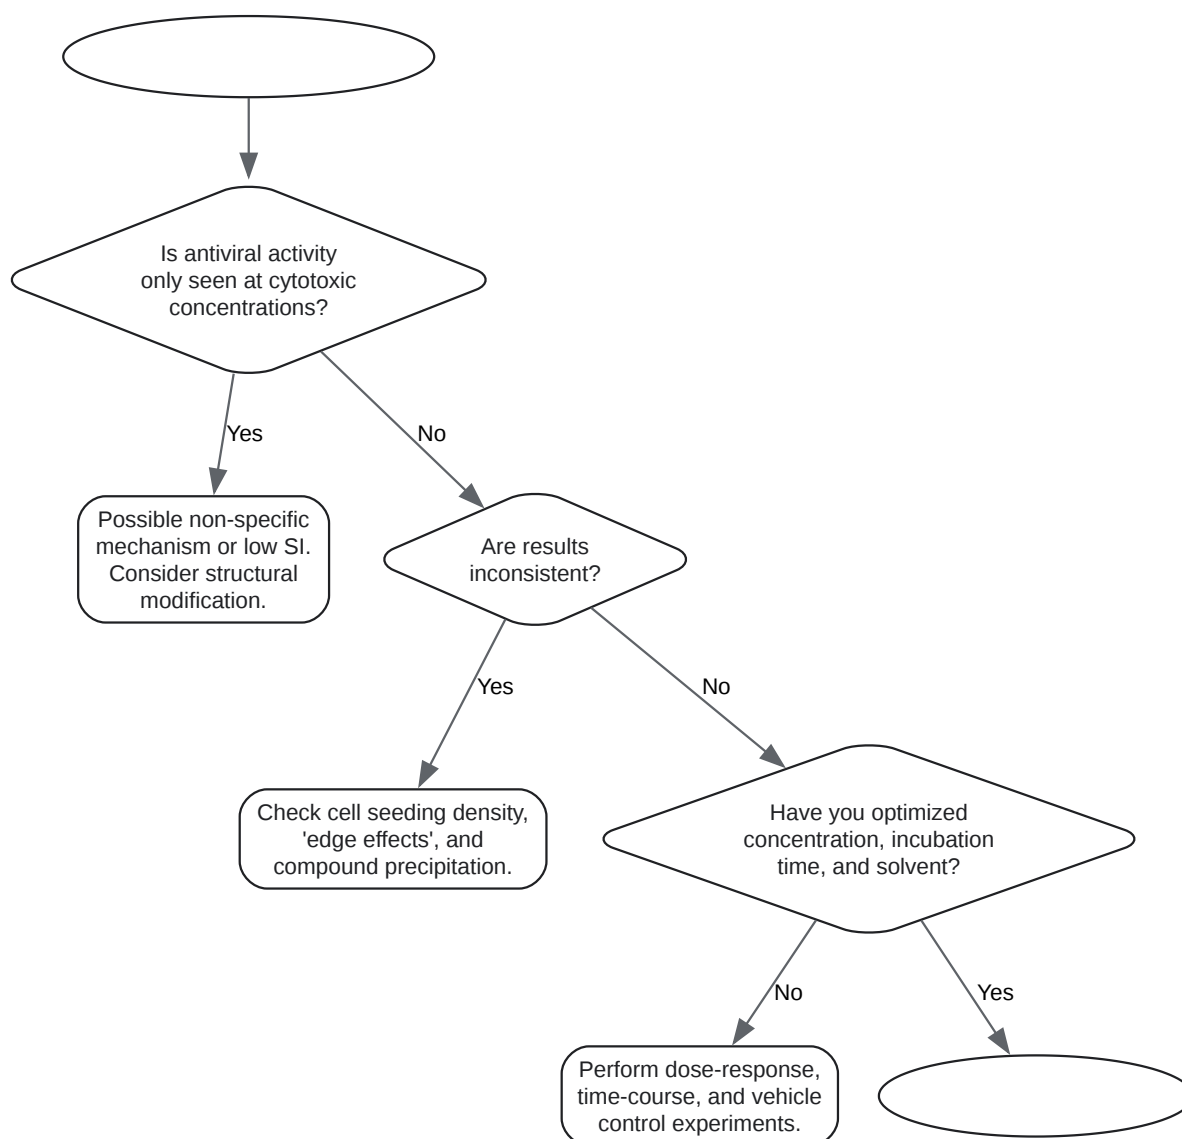 Is antiviral activity
only seen at cytotoxic
concentrations?
Yes
No
Possible non-specific
mechanism or low SI.
Consider structural
modification.
Are results
inconsistent?
Yes
No
Check cell seeding density,
'edge effects', and
compound precipitation.
Have you optimized
concentration, incubation
time, and solvent?
No
Yes
Perform dose-response,
time-course, and vehicle
control experiments.